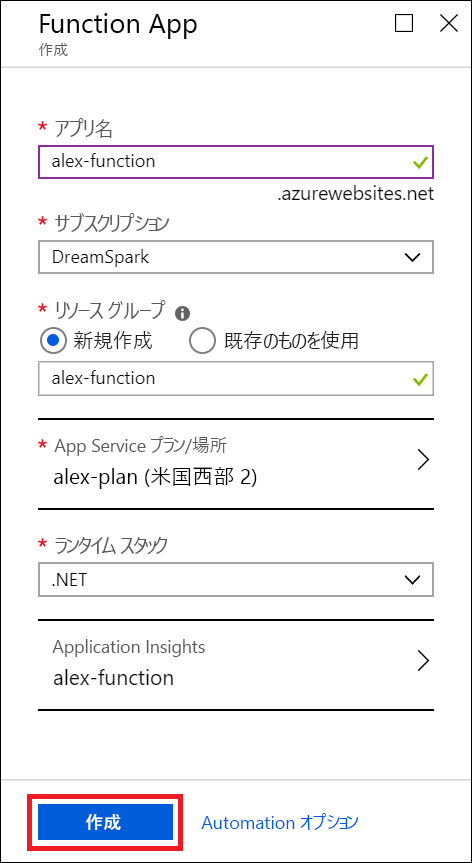 Function App
作成
* アプリ名
alex-function
.azurewebsites.net
* サブスクリプション
DreamSpark
* リソース グループ
新規作成 既存のものを使用
alex-function
* App Service プラン/場所
alex-plan (米国西部 2)
* ランタイム スタック
.NET
Application Insights
alex-function
作成 Automation オプション